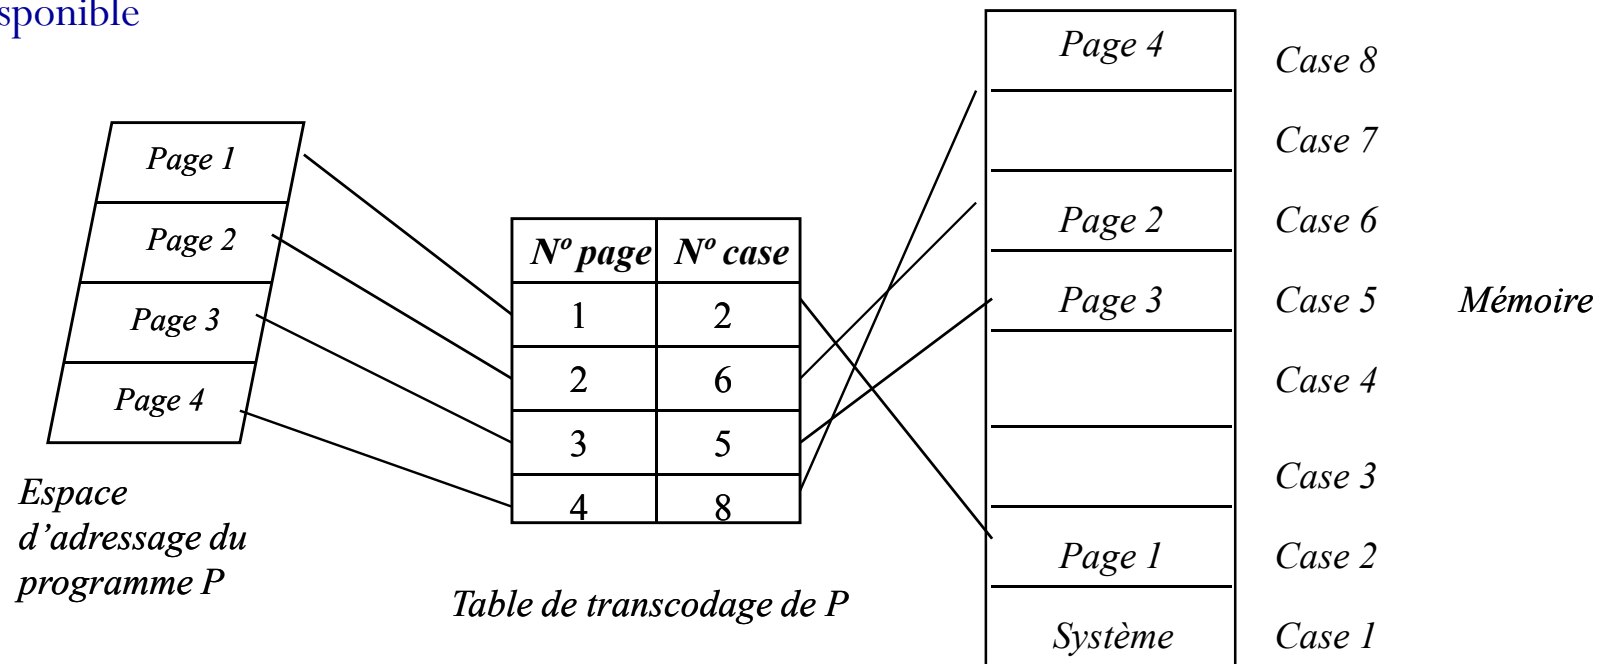 sponible
Page 1
Page 2
Page 3
Page 4
Espace
d’adressage du
programme P
Nº page Nº case
1 2
2 6
3 5
4 8
Table de transcodage de P
Page 4 Case 8
Case 7
Page 2 Case 6
Page 3 Case 5 Mémoire
Case 4
Case 3
Page 1 Case 2
Système Case 1